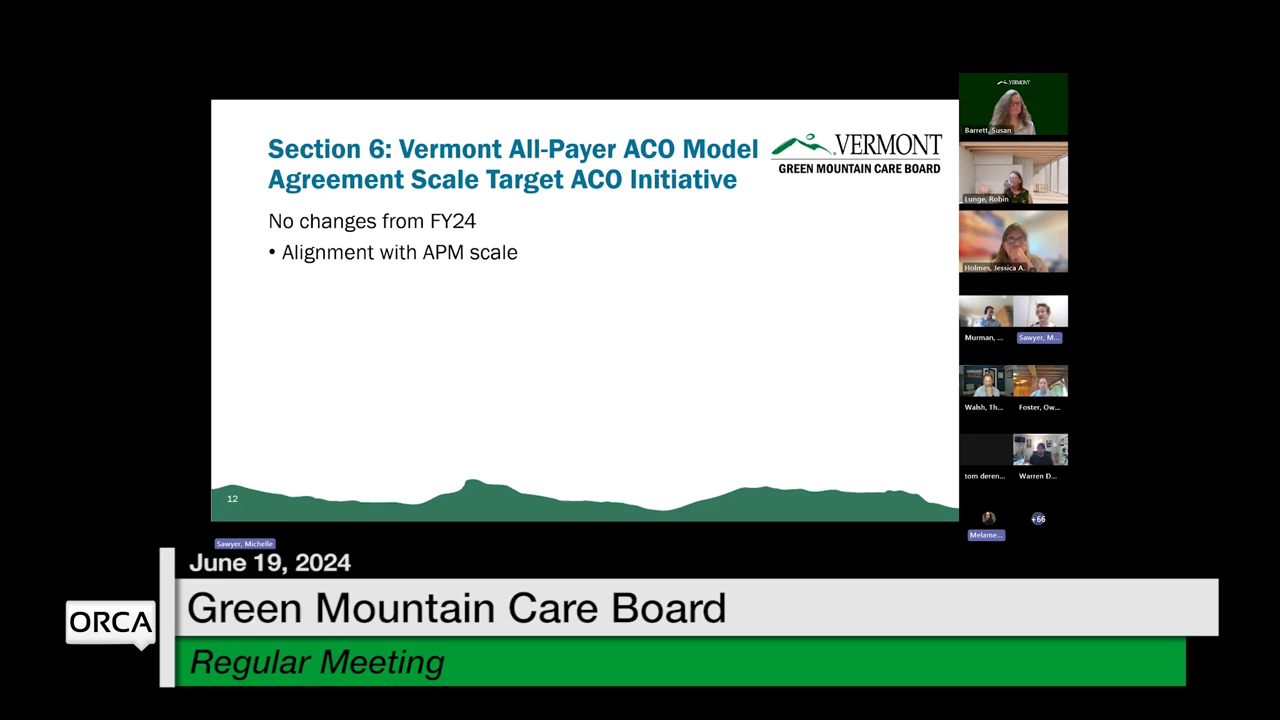 Section 6: Vermont All-Payer ACO Model
Agreement Scale Target ACO Initiative
VERMONT
GREEN MOUNTAIN CARE BOARD
No changes from FY24
• Alignment with APM scale
12
VERMONT
Barrett, Susan
Lunge, Robin
Holmes, Jessica A.
Murman, ...
Sawyer, M...
Walsh, Th...
Foster, Ow...
tom deren...
Warren D...
+66
Melame...
Sawyer, Michelle
June 19, 2024
Green Mountain Care Board
ORCA
Regular Meeting